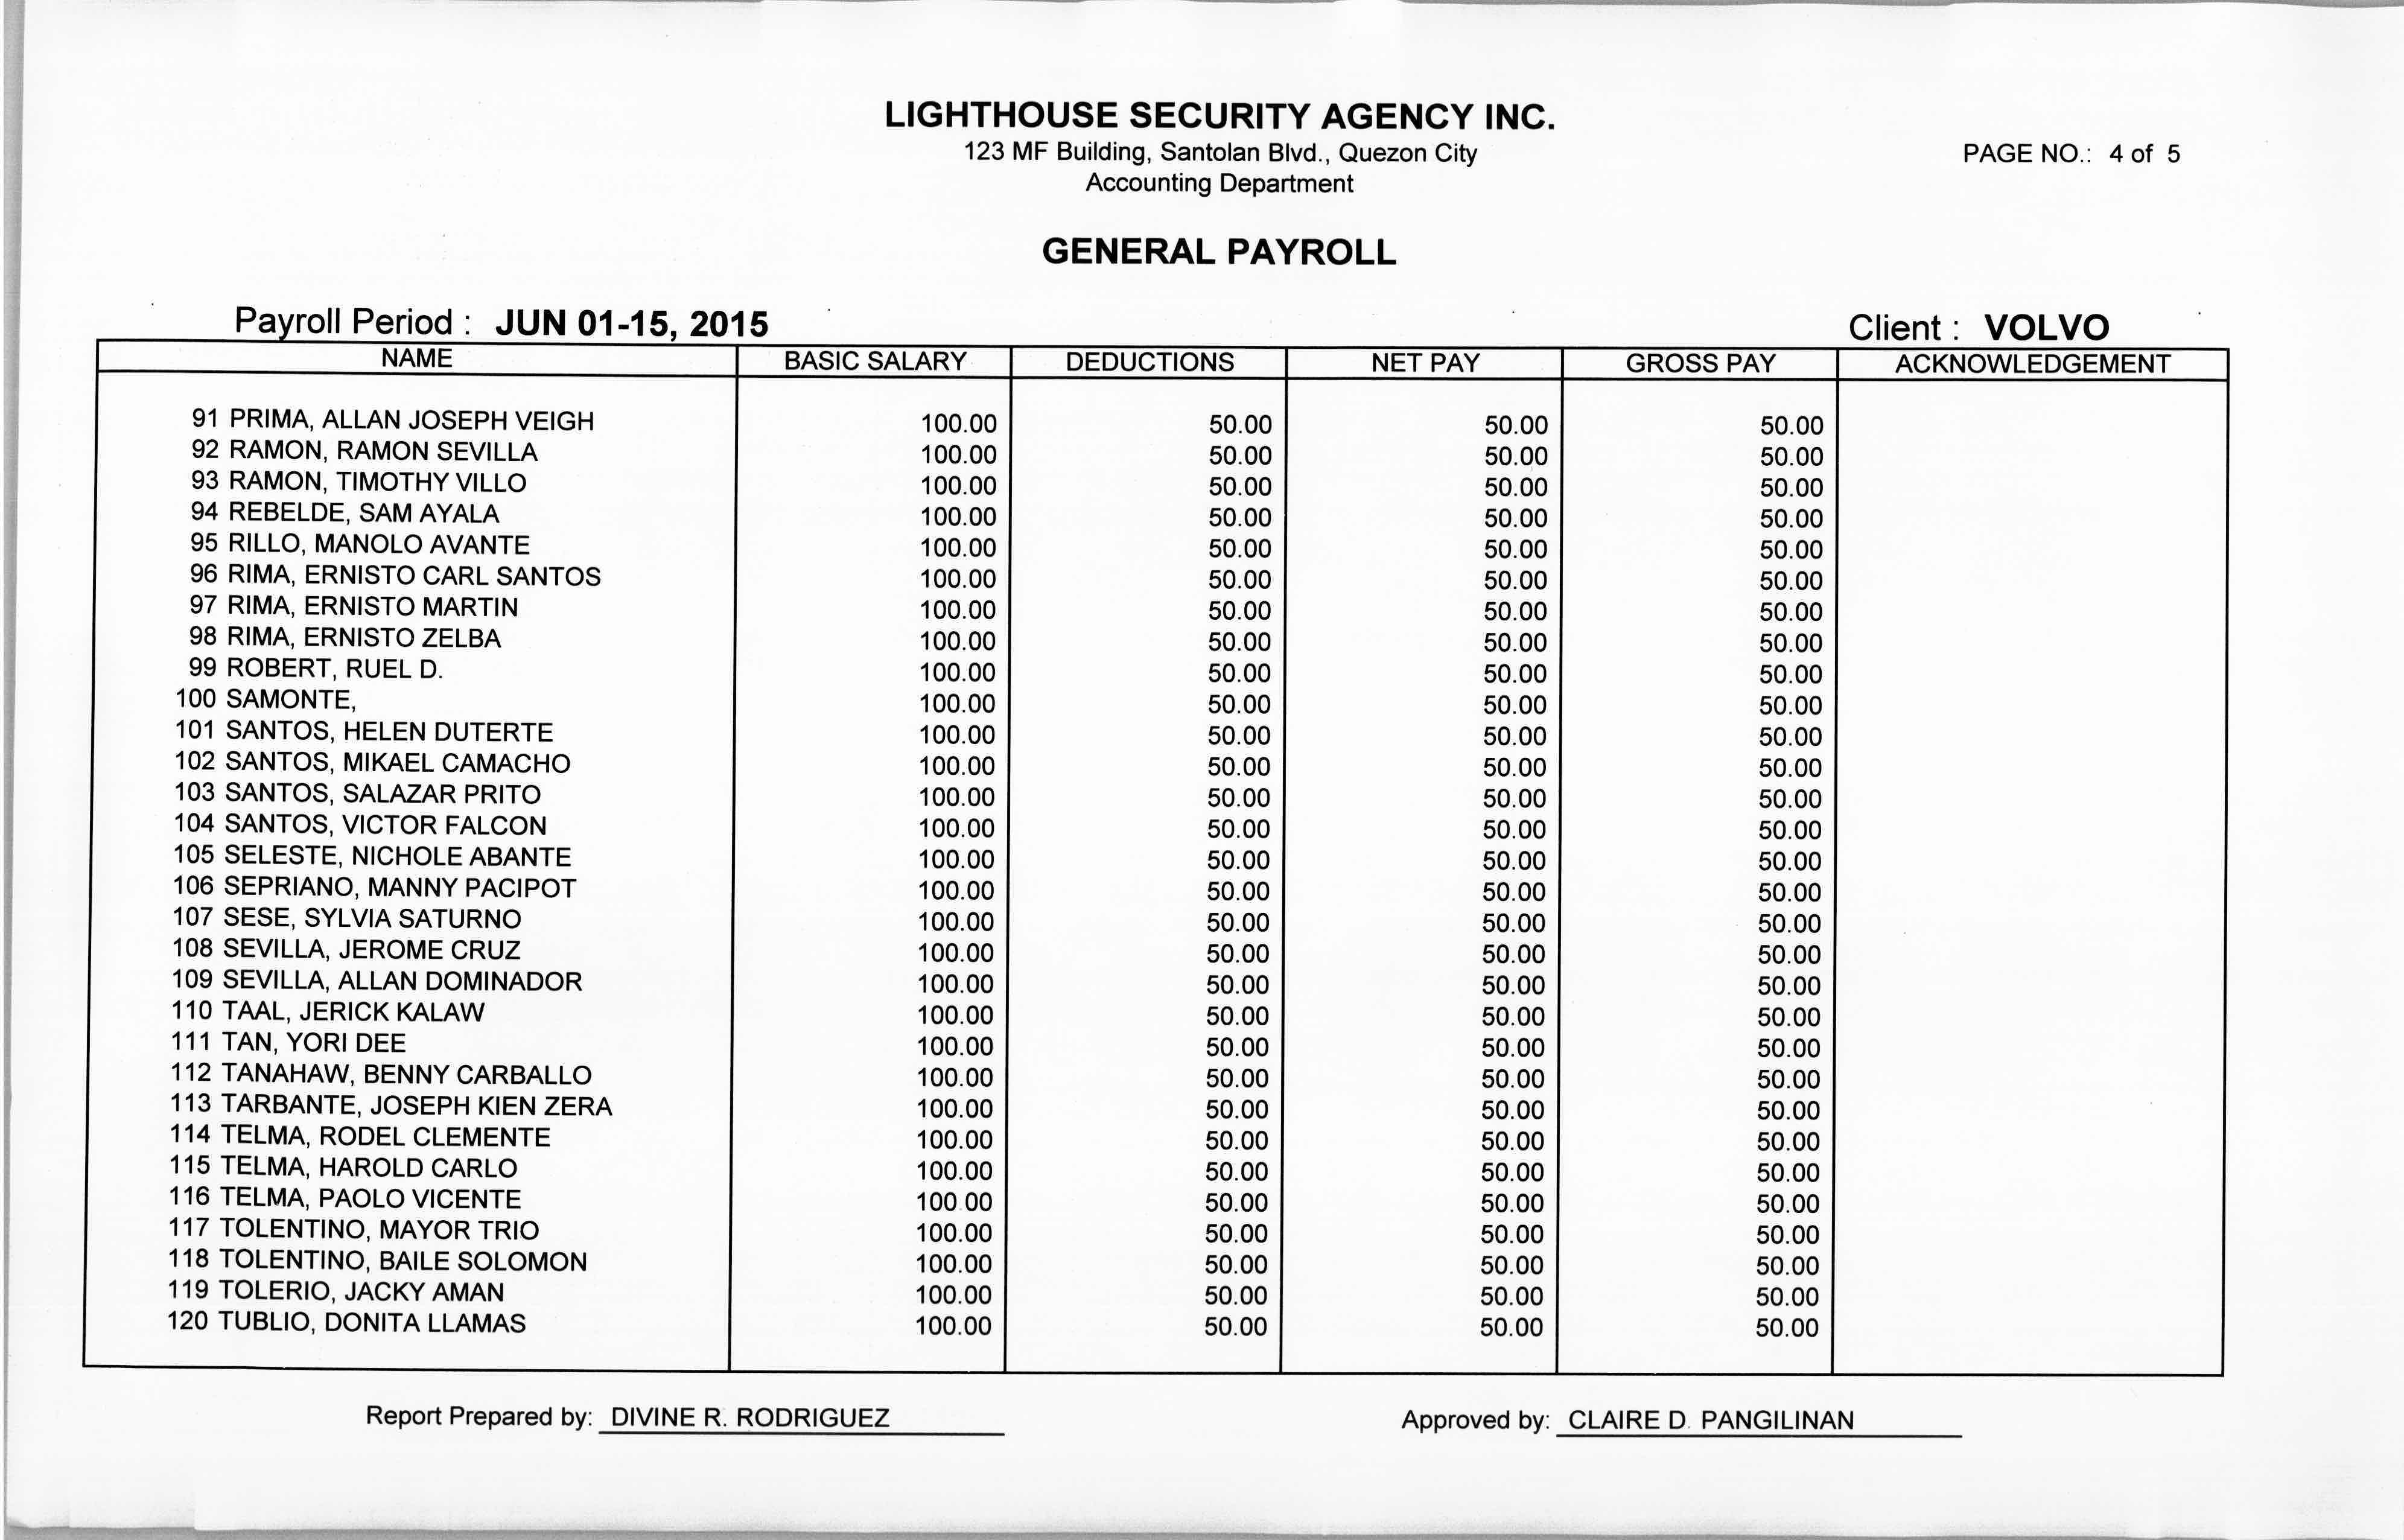 LIGHTHOUSE SECURITY AGENCY INC.
123 MF Building, Santolan Blvd., Quezon City
PAGE NO.: 4 of 5
Accounting Department
GENERAL PAYROLL
Payroll Period : JUN 01-15, 2015
Client : VOLVO
NAME BASIC SALARY DEDUCTIONS NET PAY GROSS PAY ACKNOWLEDGEMENT
91 PRIMA, ALLAN JOSEPH VEIGH 100.00 50.00 50.00 50.00
92 RAMON, RAMON SEVILLA 100.00 50.00 50.00 50.00
93 RAMON, TIMOTHY VILLO 100.00 50.00 50.00 50.00
94 REBELDE, SAM AYALA 100.00 50.00 50.00 50.00
95 RILLO, MANOLO AVANTE 100.00 50.00 50.00 50.00
96 RIMA, ERNISTO CARL SANTOS 100.00 50.00 50.00 50.00
97 RIMA, ERNISTO MARTIN 100.00 50.00 50.00 50.00
98 RIMA, ERNISTO ZELBA 100.00 50.00 50.00 50.00
99 ROBERT, RUEL D. 100.00 50.00 50.00 50.00
100 SAMONTE, 100.00 50.00 50.00 50.00
101 SANTOS, HELEN DUTERTE 100.00 50.00 50.00 50.00
102 SANTOS, MIKAEL CAMACHO 100.00 50.00 50.00 50.00
103 SANTOS, SALAZAR PRITO 100.00 50.00 50.00 50.00
104 SANTOS, VICTOR FALCON 100.00 50.00 50.00 50.00
105 SELESTE, NICHOLE ABANTE 100.00 50.00 50.00 50.00
106 SEPRIANO, MANNY PACIPOT 100.00 50.00 50.00 50.00
107 SESE, SYLVIA SATURNO 100.00 50.00 50.00 50.00
108 SEVILLA, JEROME CRUZ 100.00 50.00 50.00 50.00
109 SEVILLA, ALLAN DOMINADOR 100.00 50.00 50.00 50.00
110 TAAL, JERICK KALAW 100.00 50.00 50.00 50.00
111 TAN, YORI DEE 100.00 50.00 50.00 50.00
112 TANAHAW, BENNY CARBALLO 100.00 50.00 50.00 50.00
113 TARBANTE, JOSEPH KIEN ZERA 100.00 50.00 50.00 50.00
114 TELMA, RODEL CLEMENTE 100.00 50.00 50.00 50.00
115 TELMA, HAROLD CARLO 100.00 50.00 50.00 50.00
116 TELMA, PAOLO VICENTE 100.00 50.00 50.00 50.00
117 TOLENTINO, MAYOR TRIO 100.00 50.00 50.00 50.00
118 TOLENTINO, BAILE SOLOMON 100.00 50.00 50.00 50.00
119 TOLERIO, JACKY AMAN 100.00 50.00 50.00 50.00
120 TUBLIO, DONITA LLAMAS 100.00 50.00 50.00 50.00
Report Prepared by: DIVINE R. RODRIGUEZ Approved by: CLAIRE D. PANGILINAN